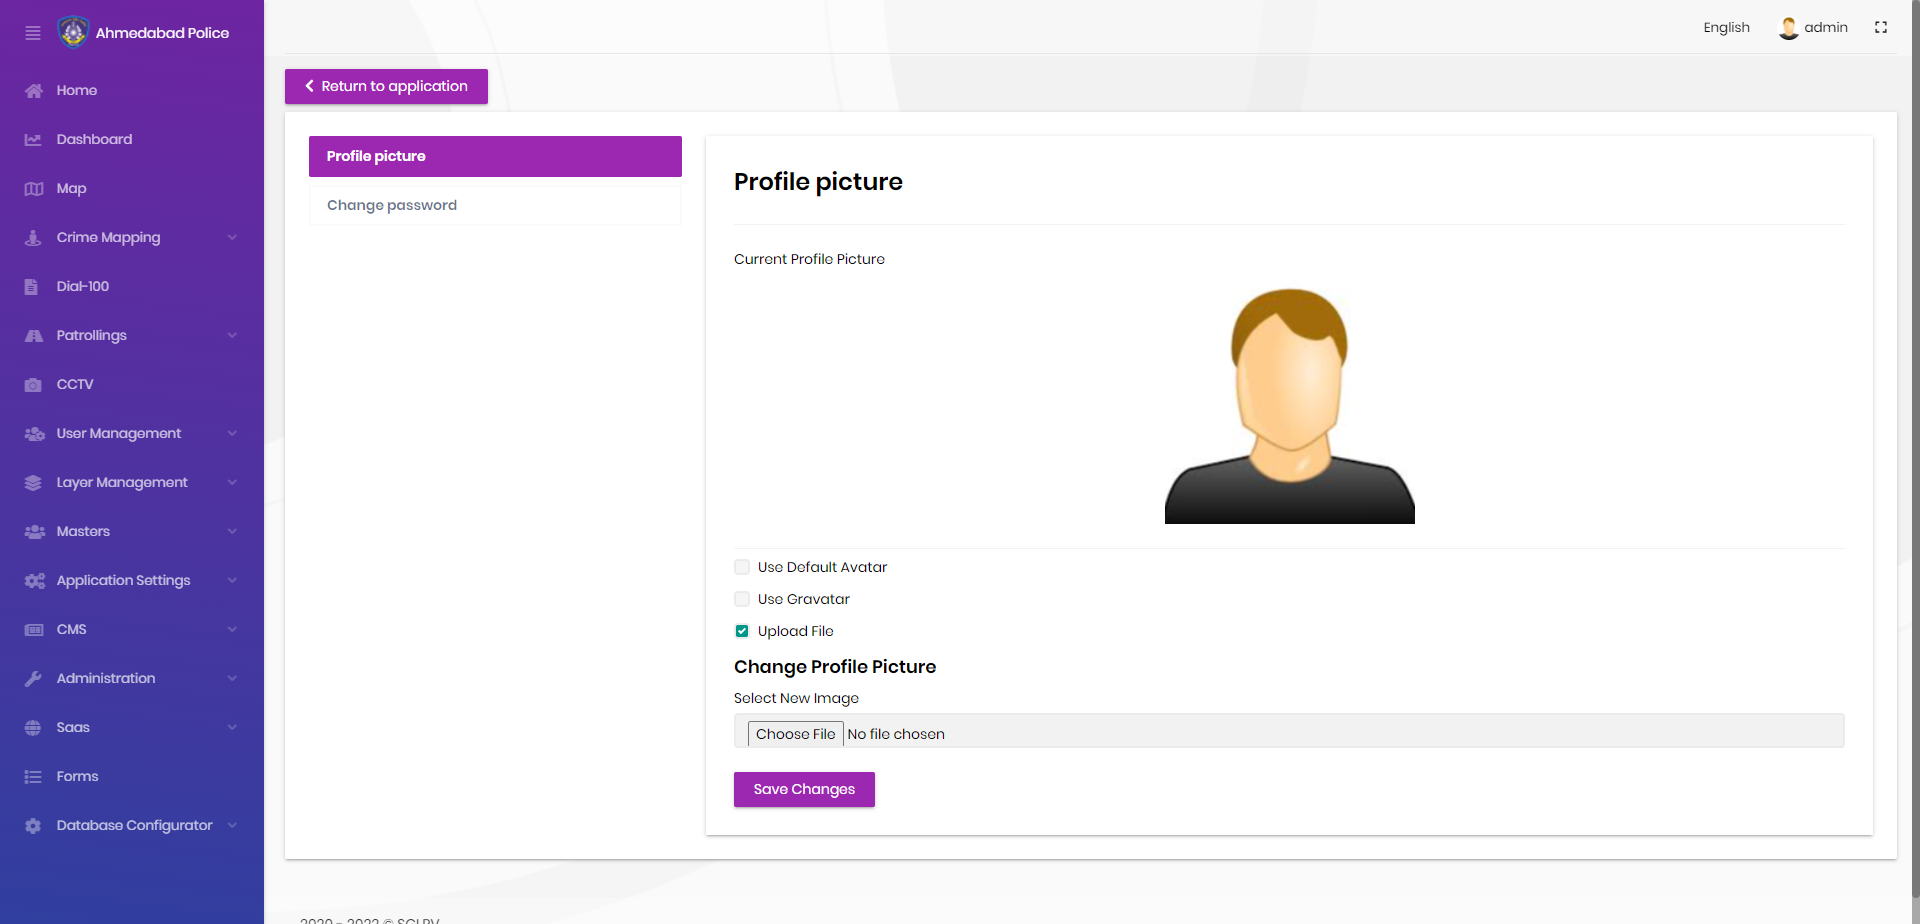 Ahmedabad Police
Home
Dashboard
Map
Crime Mapping
Dial-100
Patrollings
CCTV
User Management
Layer Management
Masters
Application Settings
CMS
Administration
Saas
Forms
Database Configurator
English
admin
Return to application
Profile picture
Change password
Profile picture
Current Profile Picture
Use Default Avatar
Use Gravatar
Upload File
Change Profile Picture
Select New Image
Choose File No file chosen
Save Changes